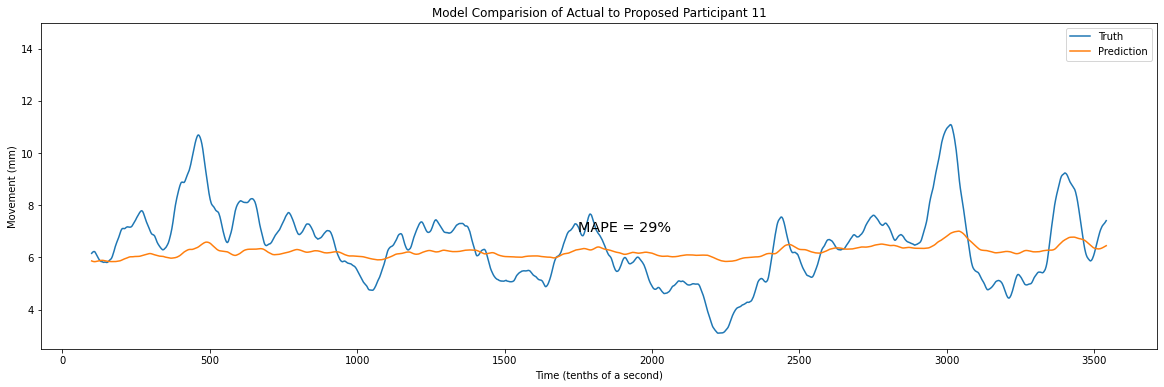 Model Comparision of Actual to Proposed Participant 11
Truth
Prediction
14
12
10
8
6
4
Movement (mm)
MAPE = 29%
0
500
1000
1500
2000
2500
3000
3500
Time (tenths of a second)